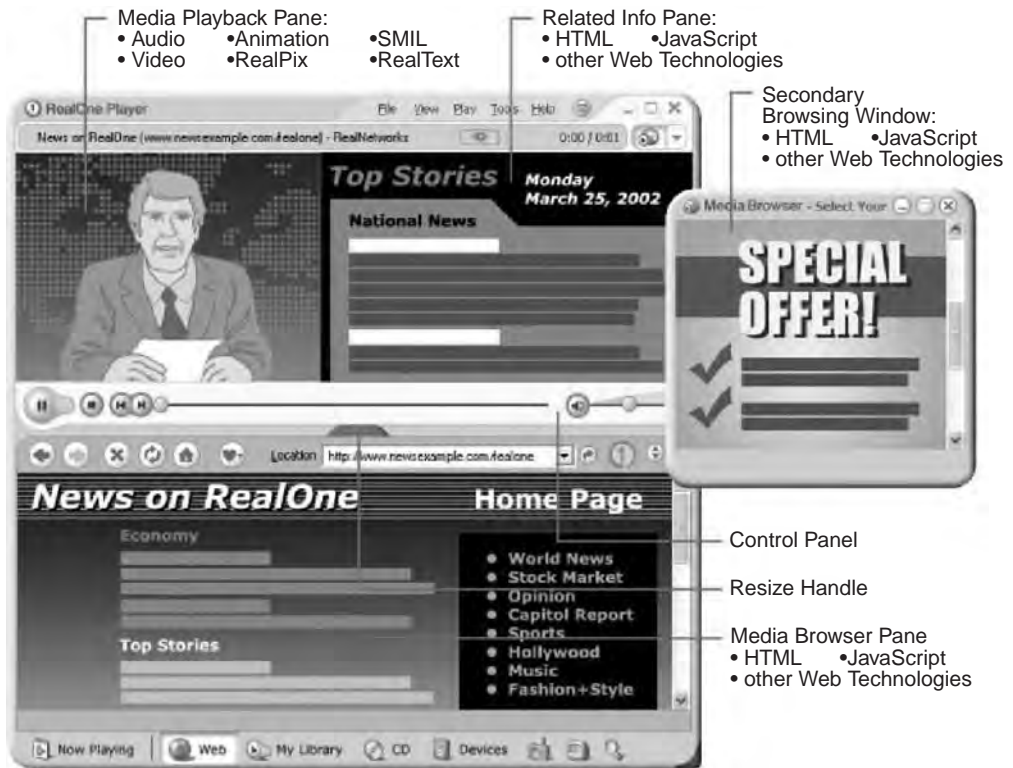 Media Playback Pane:
• Audio •Animation •SMIL
• Video •RealPix •RealText
Related Info Pane:
• HTML •JavaScript
• other Web Technologies
Secondary
Browsing Window:
• HTML •JavaScript
• other Web Technologies
RealOne Player
File View Play Tools Help
News on RealOne (www.newsexample.com/realone) - RealNetworks
0:00 / 0:01
Top Stories
Monday
March 25, 2002
National News
Media Browser - Select Your
SPECIAL
OFFER!
Location http://www.newsexample.com/realone
News on RealOne
Home Page
Economy
Top Stories
• World News
• Stock Market
• Opinion
• Capitol Report
• Sports
• Hollywood
• Music
• Fashion+Style
Control Panel
Resize Handle
Media Browser Pane
• HTML •JavaScript
• other Web Technologies
Now Playing Web My Library CD Devices